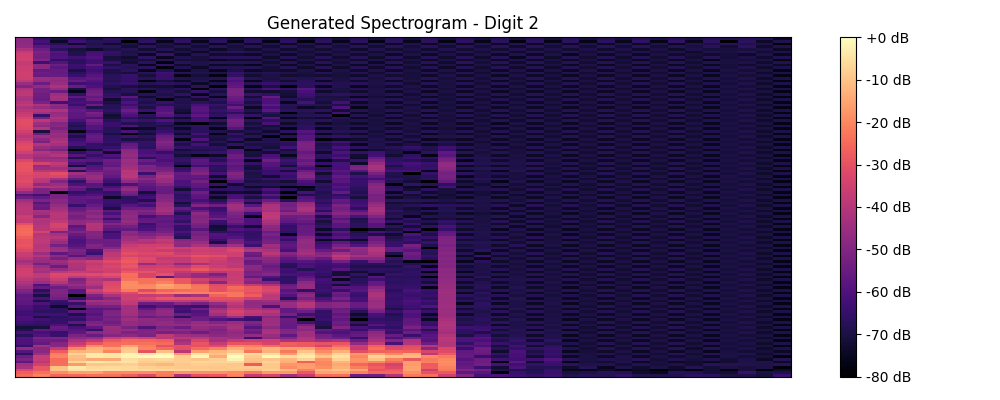 Generated Spectrogram - Digit 2
+0 dB
-10 dB
-20 dB
-30 dB
-40 dB
-50 dB
-60 dB
-70 dB
-80 dB